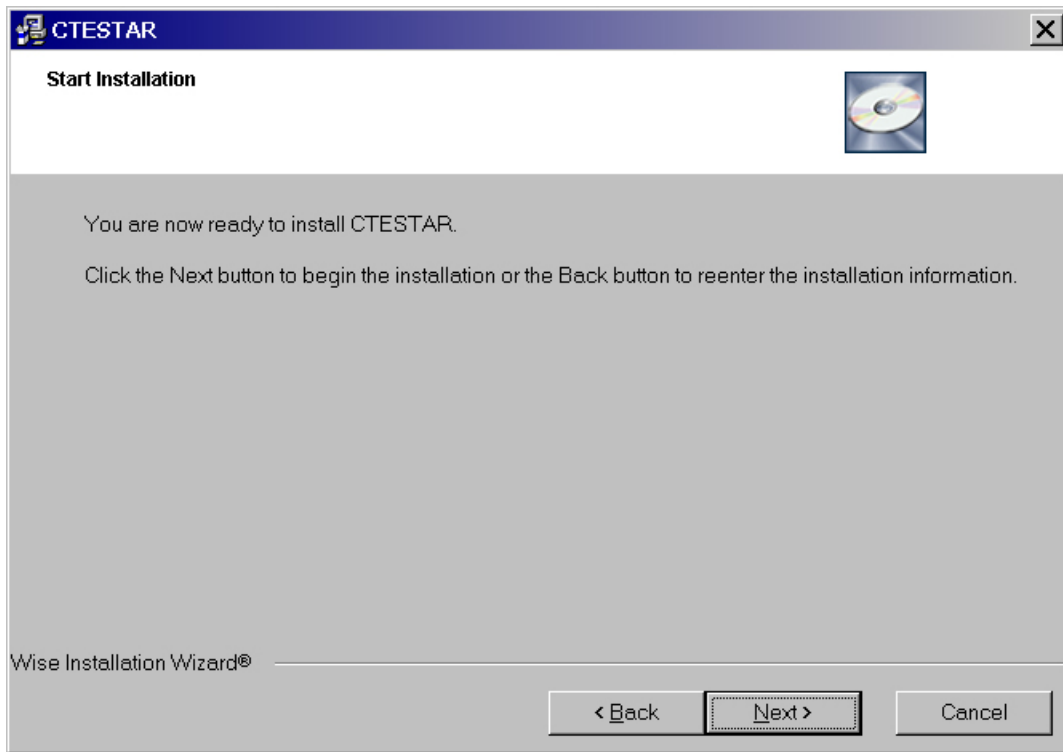 CTESTAR
Start Installation
You are now ready to install CTESTAR.
Click the Next button to begin the installation or the Back button to reenter the installation information.
Wise Installation Wizard®
< Back
Next >
Cancel